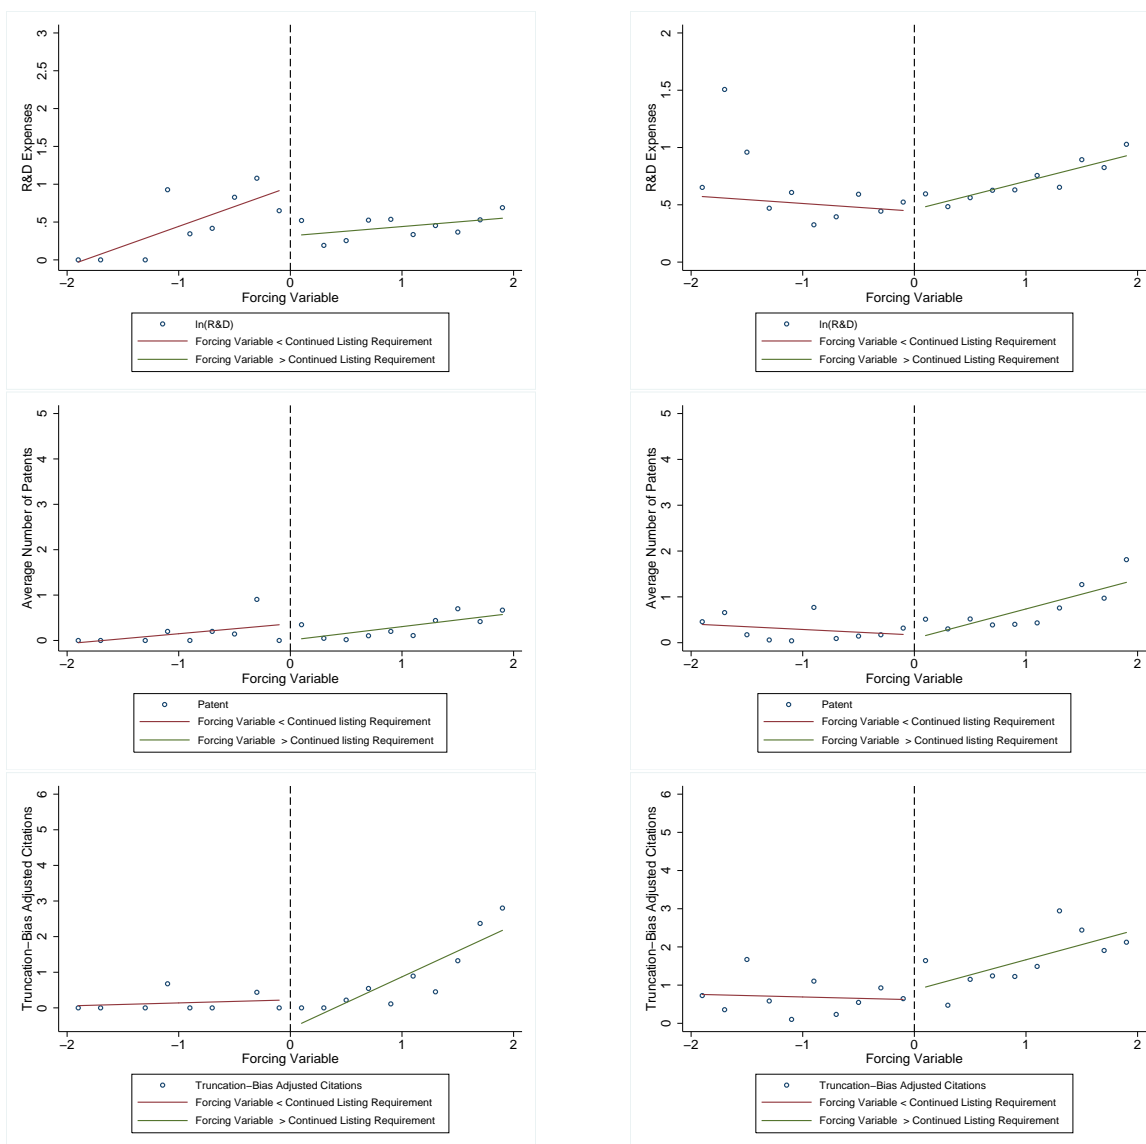 R&D Expenses
3
2.5
2
1.5
1
.5
0
−2
−1
0
1
2
Forcing Variable
ln(R&D)
Forcing Variable < Continued Listing Requirement
Forcing Variable > Continued Listing Requirement
R&D Expenses
2
1.5
1
.5
0
−2
−1
0
1
2
Forcing Variable
ln(R&D)
Forcing Variable < Continued Listing Requirement
Forcing Variable > Continued Listing Requirement
Average Number of Patents
5
4
3
2
1
0
−2
−1
0
1
2
Forcing Variable
Patent
Forcing Variable < Continued listing Requirement
Forcing Variable > Continued listing Requirement
Average Number of Patents
5
4
3
2
1
0
−2
−1
0
1
2
Forcing Variable
Patent
Forcing Variable < Continued listing Requirement
Forcing Variable > Continued listing Requirement
Truncation−Bias Adjusted Citations
6
5
4
3
2
1
0
−2
−1
0
1
2
Forcing Variable
Truncation−Bias Adjusted Citations
Forcing Variable < Continued Listing Requirement
Forcing Variable > Continued Listing Requirement
Truncation−Bias Adjusted Citations
6
5
4
3
2
1
0
−2
−1
0
1
2
Forcing Variable
Truncation−Bias Adjusted Citations
Forcing Variable < Continued Listing Requirement
Forcing Variable > Continued Listing Requirement